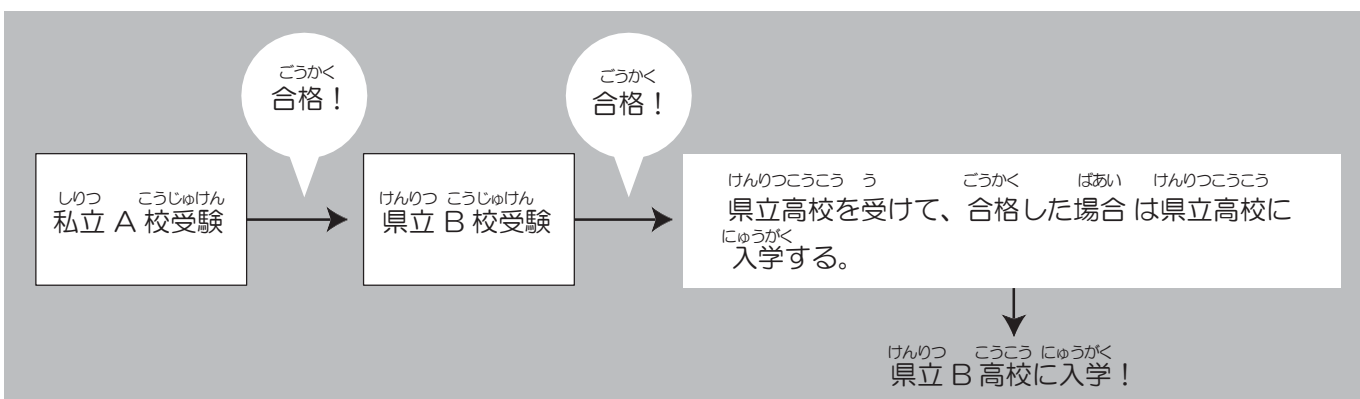 ごうかく
合格！
ごうかく
合格！
しりつ こうじゅけん
私立 A 校受験
けんりつ こうじゅけん
県立 B 校受験
けんりつこうこう う ごうかく ばあい けんりつこうこう
県立高校を受けて、合格した場合 は県立高校に
にゅうがく
入学する。
けんりつ こうこう にゅうがく
県立 B 高校に入学！